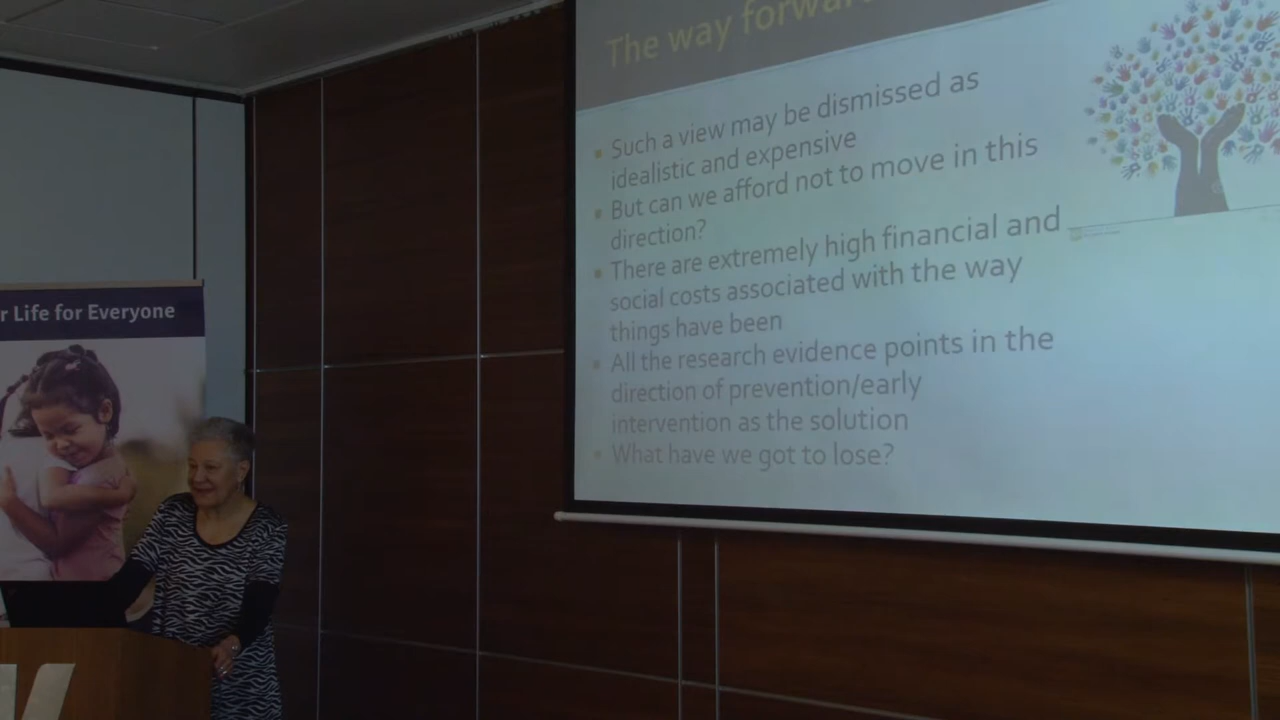 The way forward
Such a view may be dismissed as
idealistic and expensive
But can we afford not to move in this
direction?
There are extremely high financial and
social costs associated with the way
things have been
All the research evidence points in the
direction of prevention/early
intervention as the solution
What have we got to lose?
r Life for Everyone